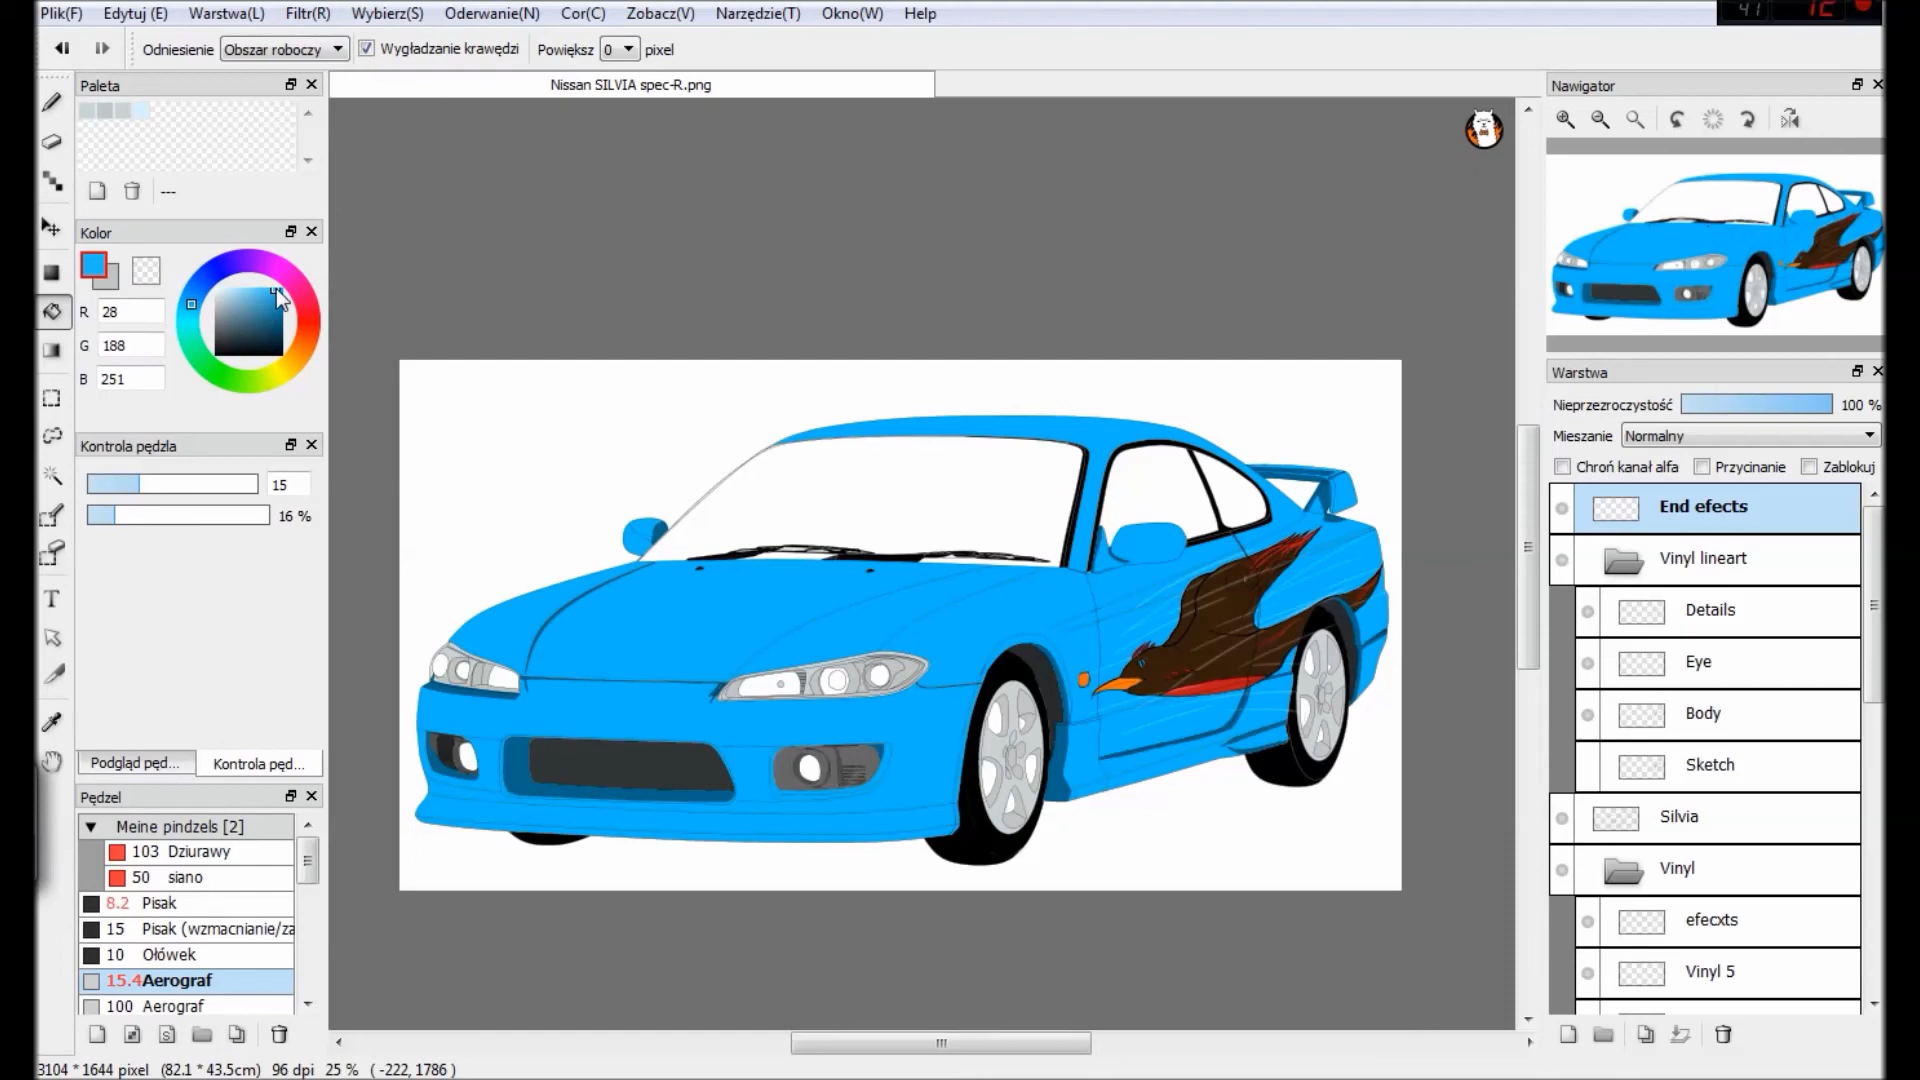 Plik(F) Edytuj (E) Warstwa(L) Filtr(R) Wybierz(S) Oderwanie(N) Cor(C) Zobacz(V) Narzędzie(T) Okno(W) Help
41 12
Odniesienie Obszar roboczy Wygładzanie krawędzi Powiększ 0 pixel
Paleta
Nissan SILVIA spec-R.png
Nawigator
---
Kolor
R 28
G 188
B 251
Kontrola pędzla
15
16 %
Podgląd pęd... Kontrola pęd...
Pędzel
Meine pindzels [2]
103 Dziurawy
50 siano
8.2 Pisak
15 Pisak (wzmacnianie/za
10 Ołówek
15.4 Aerograf
100 Aerograf
Warstwa
Nieprzezroczystość 100 %
Mieszanie Normalny
Chroń kanał alfa Przycinanie Zablokuj
End efects
Vinyl lineart
Details
Eye
Body
Sketch
Silvia
Vinyl
efecxts
Vinyl 5
3104 * 1644 pixel (82.1 * 43.5cm) 96 dpi 25 % ( -222, 1786 )